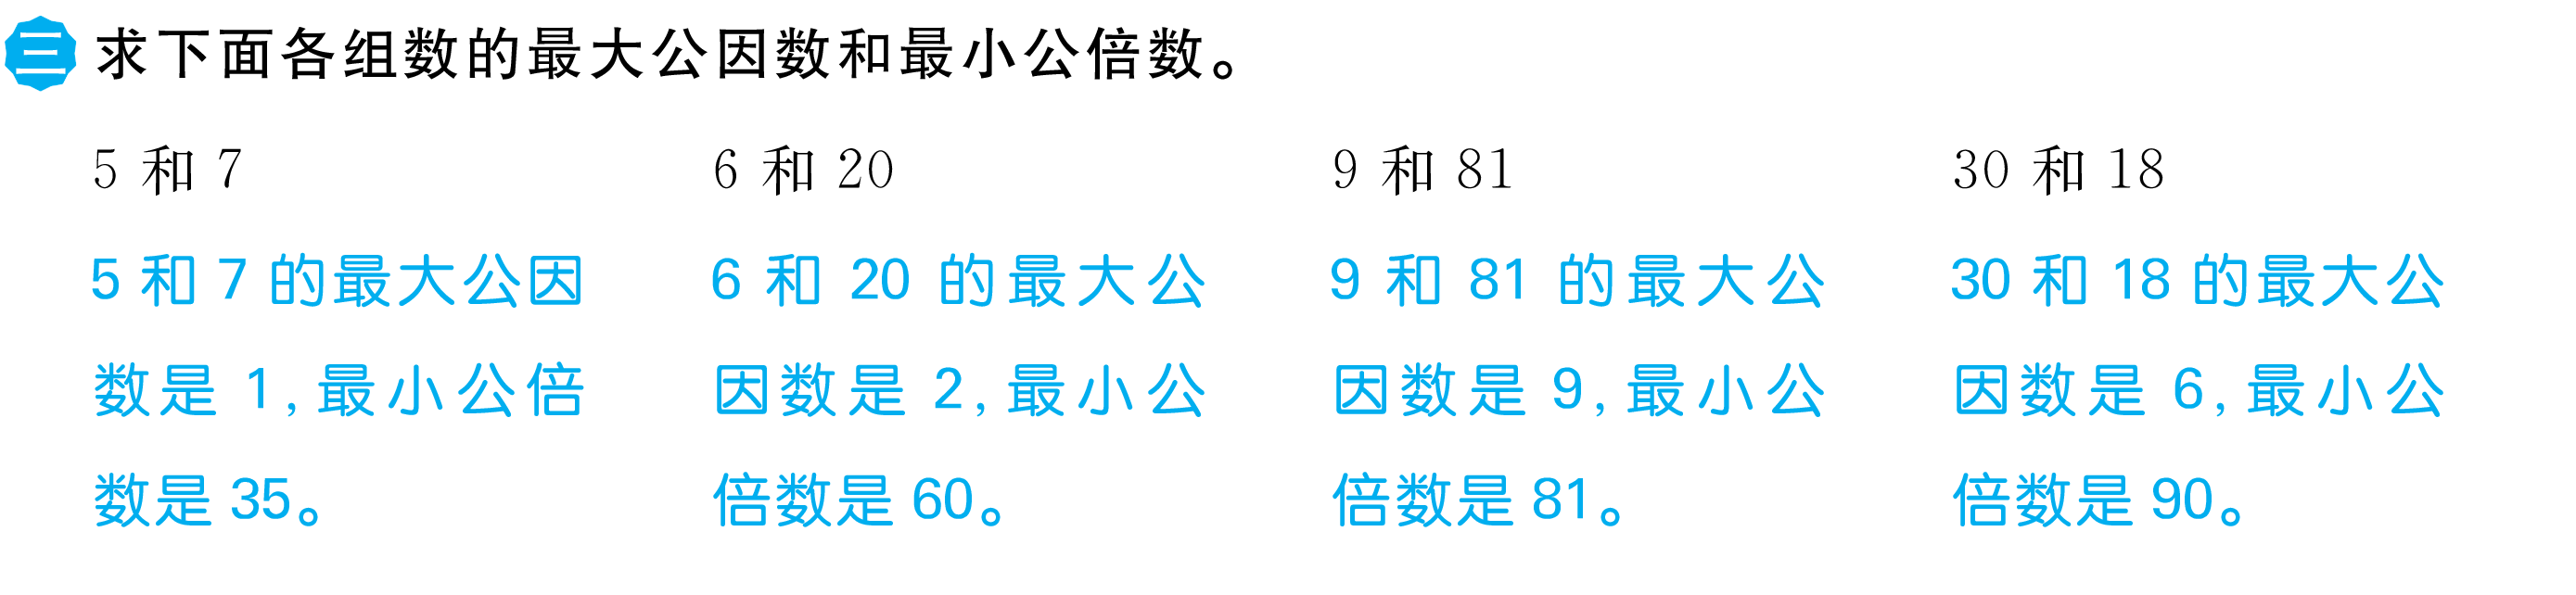 三 求下面各组数的最大公因数和最小公倍数。
5 和 7
6 和 20
9 和 81
30 和 18
5 和 7 的最大公因
数是 1,最小公倍
数是 35。
6 和 20 的最大公
因数是 2,最小公
倍数是 60。
9 和 81 的最大公
因数是 9,最小公
倍数是 81。
30 和 18 的最大公
因数是 6,最小公
倍数是 90。